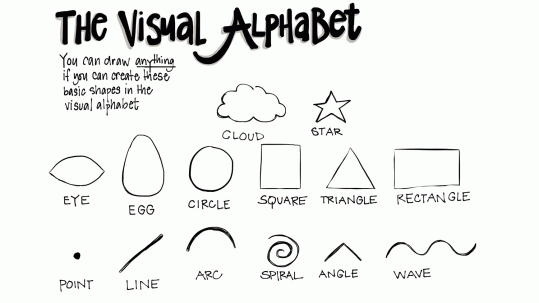 The Visual Alphabet
You can draw anything
if you can create these
basic shapes in the
visual alphabet
CLOUD
STAR
EYE
EGG
CIRCLE
SQUARE
TRIANGLE
RECTANGLE
POINT
LINE
ARC
SPIRAL
ANGLE
WAVE